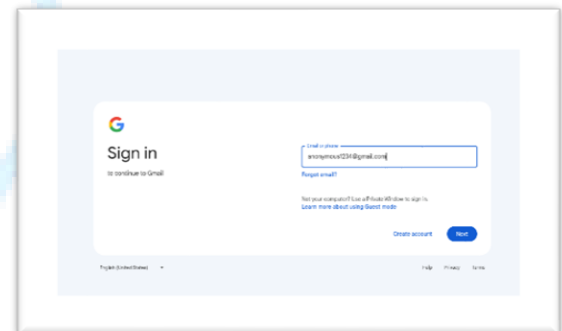 Sign in
to continue to Gmail
Email or phone
anonymous1234@gmail.com
Forgot email?
Not your computer? Use a Private Window to sign in.
Learn more about using Guest mode
Create account
Next
English (United States)
Help
Privacy
Terms